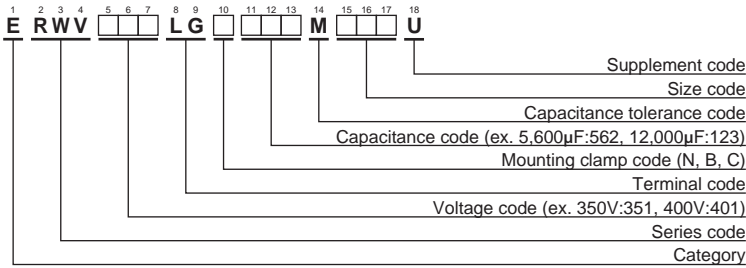 1 2 3 4 5 6 7 8 9 10 11 12 13 14 15 16 17 18
E RWV □□□ LG □ □□□ M □□□ U
Supplement code
Size code
Capacitance tolerance code
Capacitance code (ex. 5,600µF:562, 12,000µF:123)
Mounting clamp code (N, B, C)
Terminal code
Voltage code (ex. 350V:351, 400V:401)
Series code
Category